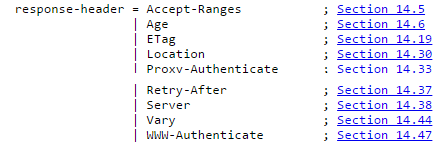 response-header = Accept-Ranges ; Section 14.5
| Age ; Section 14.6
| ETag ; Section 14.19
| Location ; Section 14.30
| Proxy-Authenticate : Section 14.33
| Retry-After ; Section 14.37
| Server ; Section 14.38
| Vary ; Section 14.44
| WWW-Authenticate ; Section 14.47